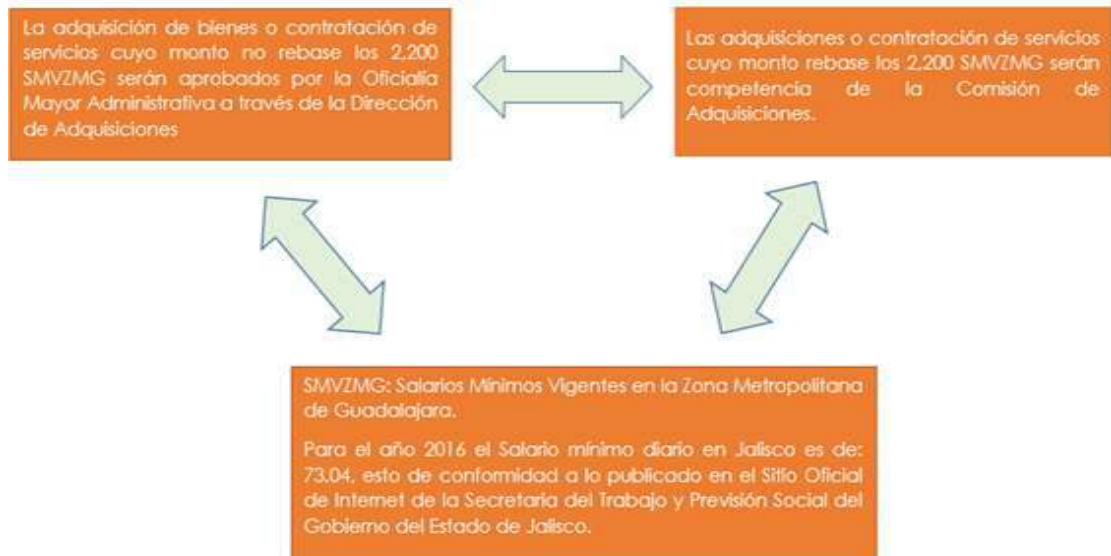 La adquisición de bienes o contratación de
servicios cuyo monto no rebase los 2,200
SMVZMG serán aprobados por la Oficialía
Mayor Administrativa a través de la Dirección
de Adquisiciones
Las adquisiciones o contratación de servicios
cuyo monto rebase los 2,200 SMVZMG serán
competencia de la Comisión de
Adquisiciones.
SMVZMG: Salarios Mínimos Vigentes en la Zona Metropolitana
de Guadalajara.
Para el año 2016 el Salario mínimo diario en Jalisco es de:
73.04, esto de conformidad a lo publicado en el Sitio Oficial
de Internet de la Secretaria del Trabajo y Previsión Social del
Gobierno del Estado de Jalisco.